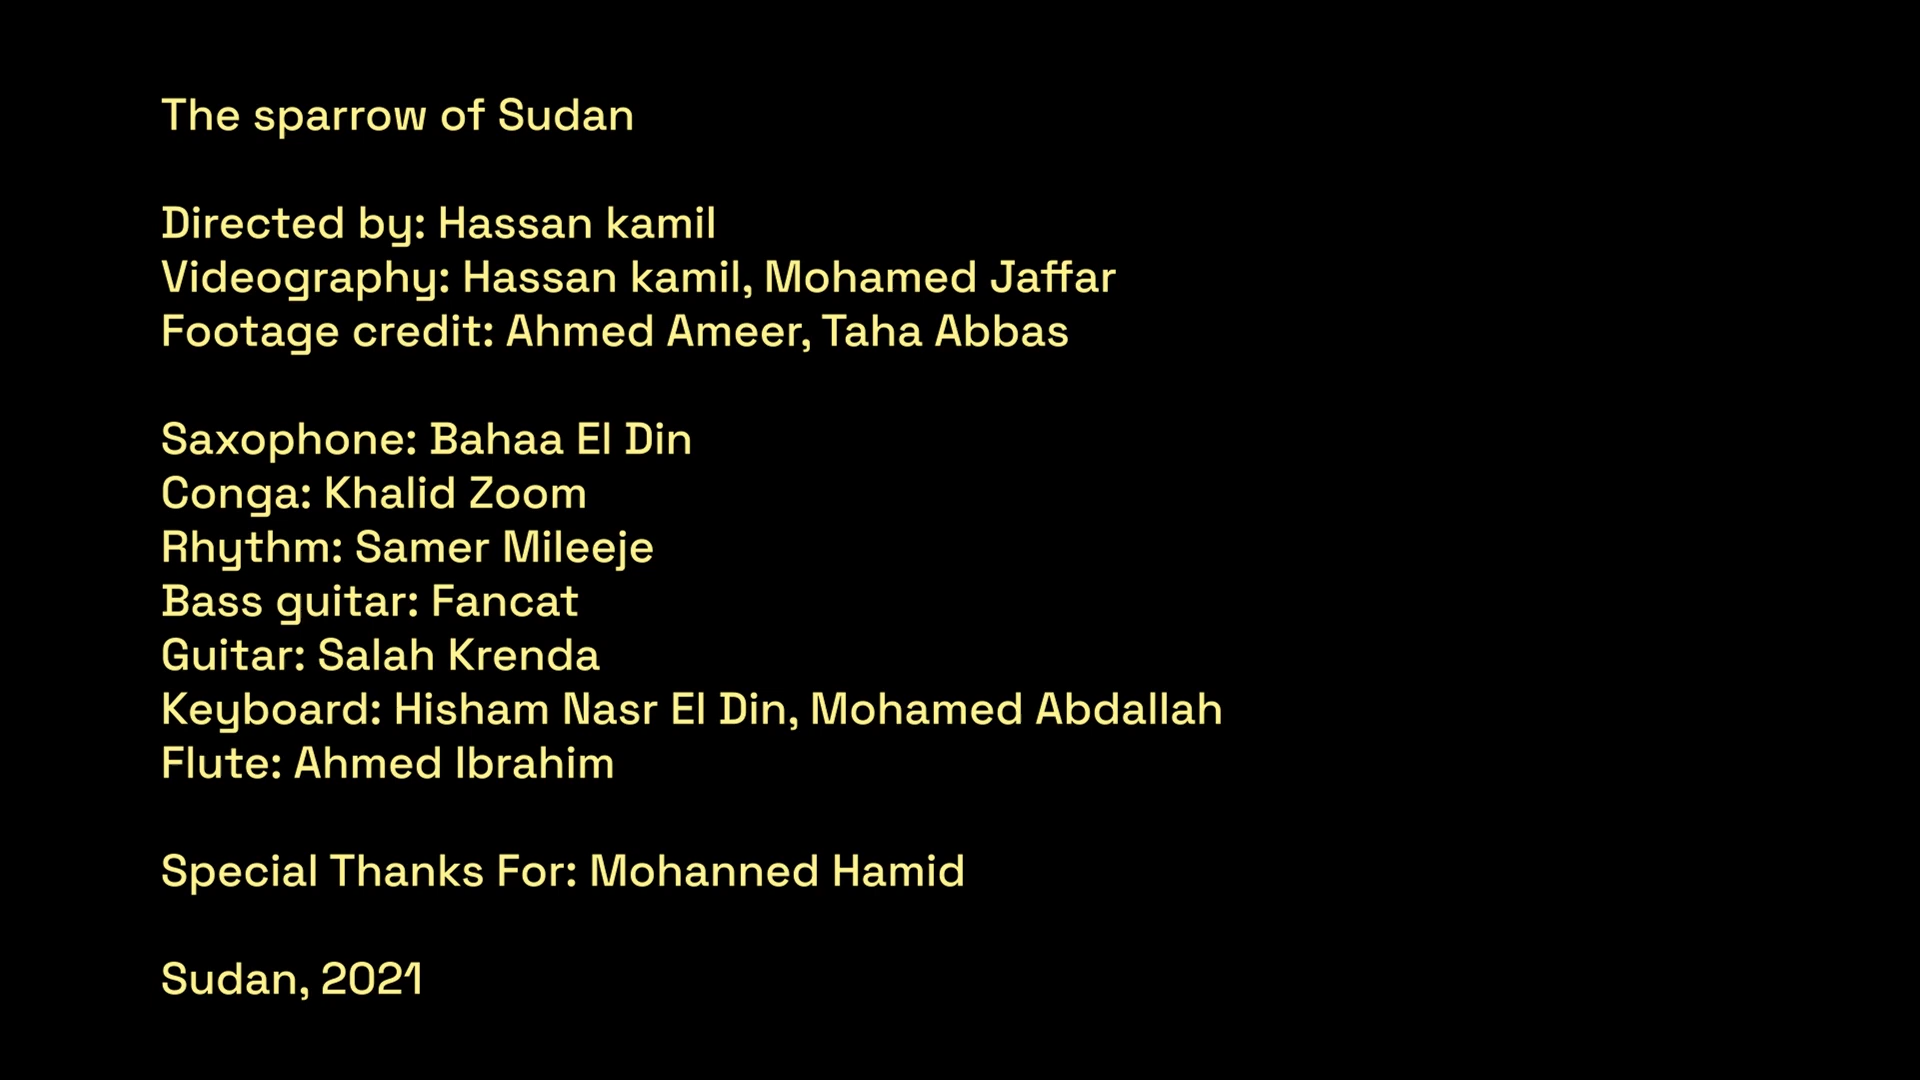 The sparrow of Sudan
Directed by: Hassan kamil
Videography: Hassan kamil, Mohamed Jaffar
Footage credit: Ahmed Ameer, Taha Abbas
Saxophone: Bahaa El Din
Conga: Khalid Zoom
Rhythm: Samer Mileeje
Bass guitar: Fancat
Guitar: Salah Krenda
Keyboard: Hisham Nasr El Din, Mohamed Abdallah
Flute: Ahmed Ibrahim
Special Thanks For: Mohanned Hamid
Sudan, 2021